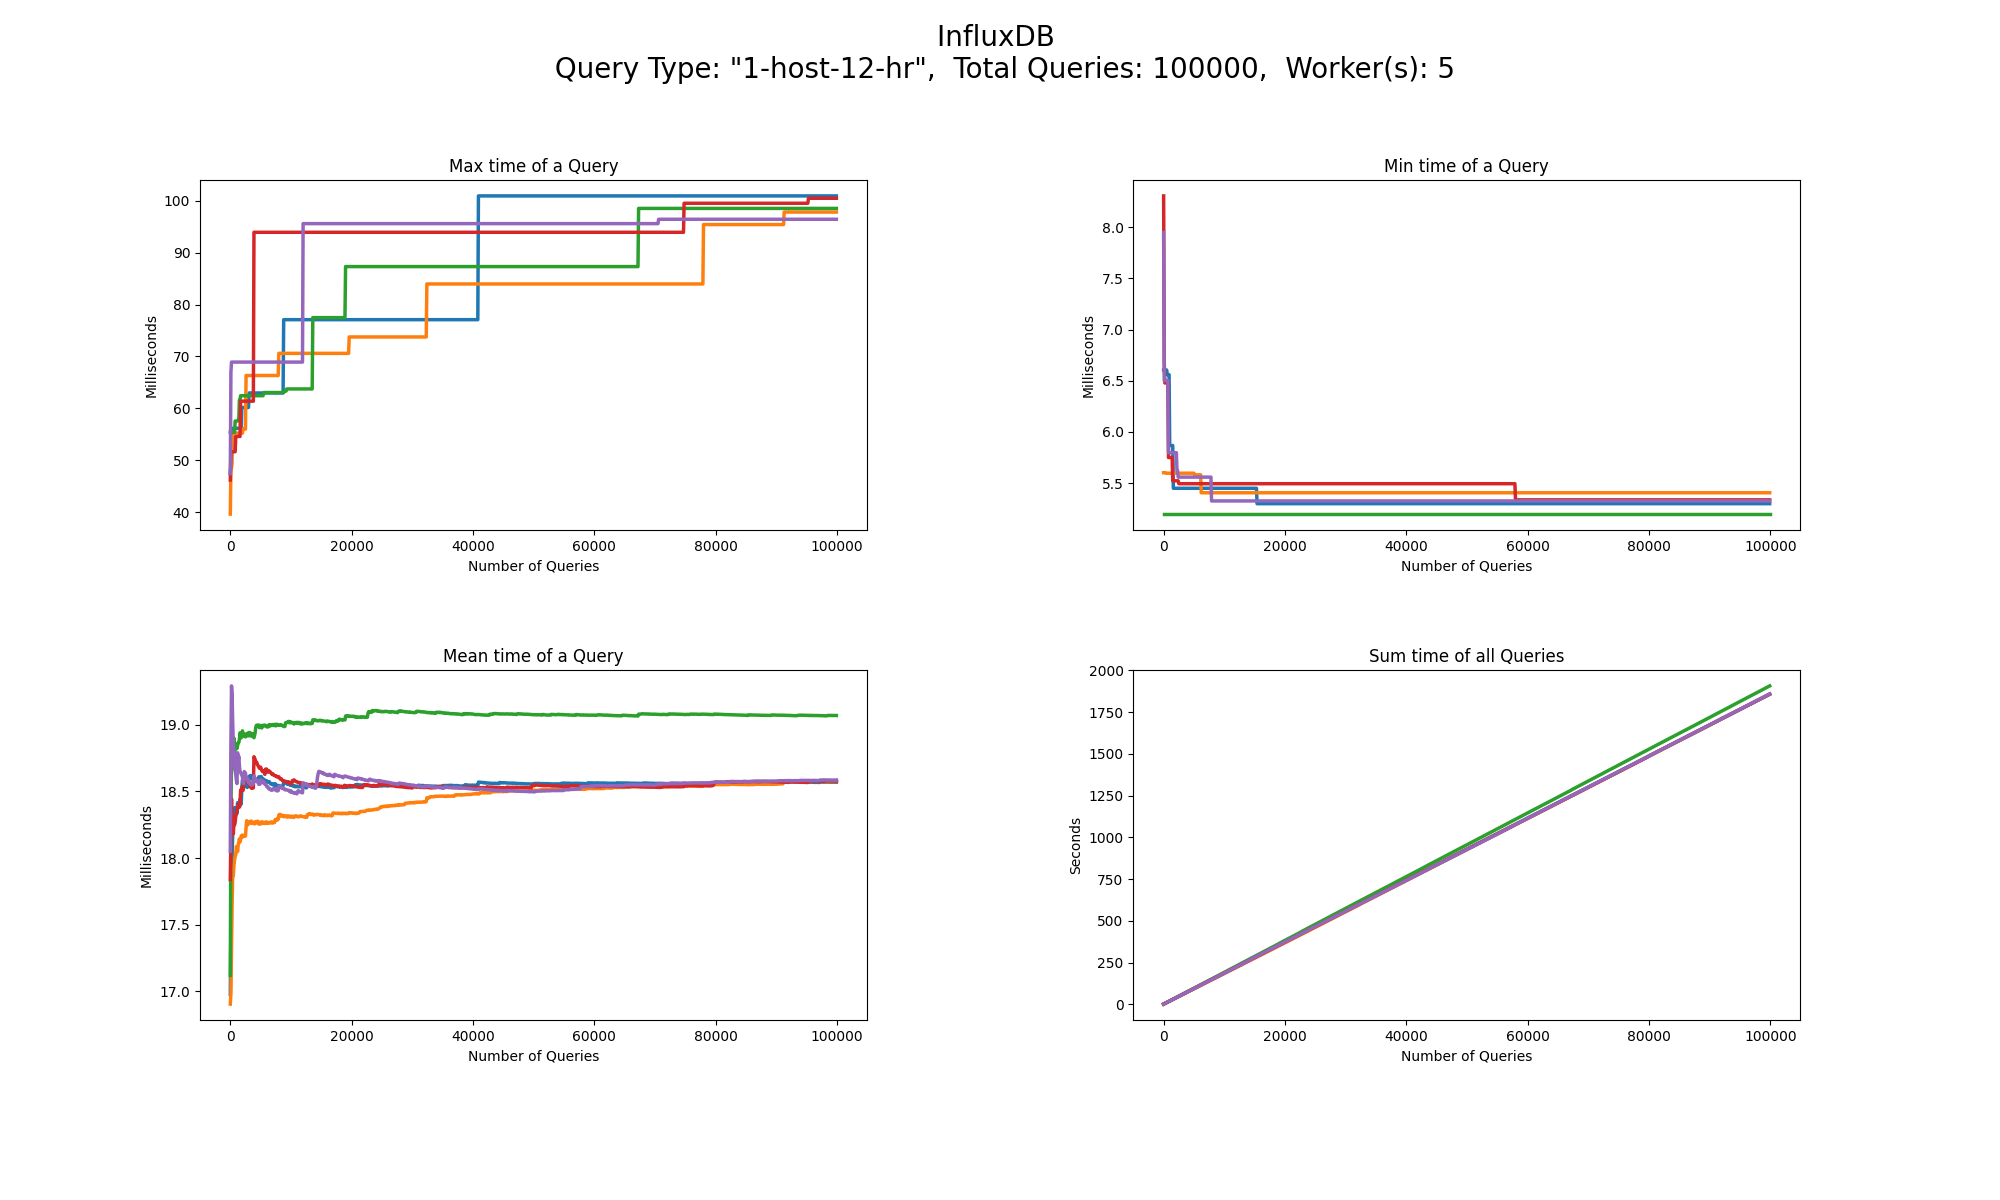 InfluxDB
Query Type: "1-host-12-hr",  Total Queries: 100000,  Worker(s): 5
Max time of a Query
100
90
80
70
60
50
40
Milliseconds
0 20000 40000 60000 80000 100000
Number of Queries
Min time of a Query
8.0
7.5
7.0
6.5
6.0
5.5
Milliseconds
0 20000 40000 60000 80000 100000
Number of Queries
Mean time of a Query
19.0
18.5
18.0
17.5
17.0
Milliseconds
0 20000 40000 60000 80000 100000
Number of Queries
Sum time of all Queries
2000
1750
1500
1250
1000
750
500
250
0
Seconds
0 20000 40000 60000 80000 100000
Number of Queries